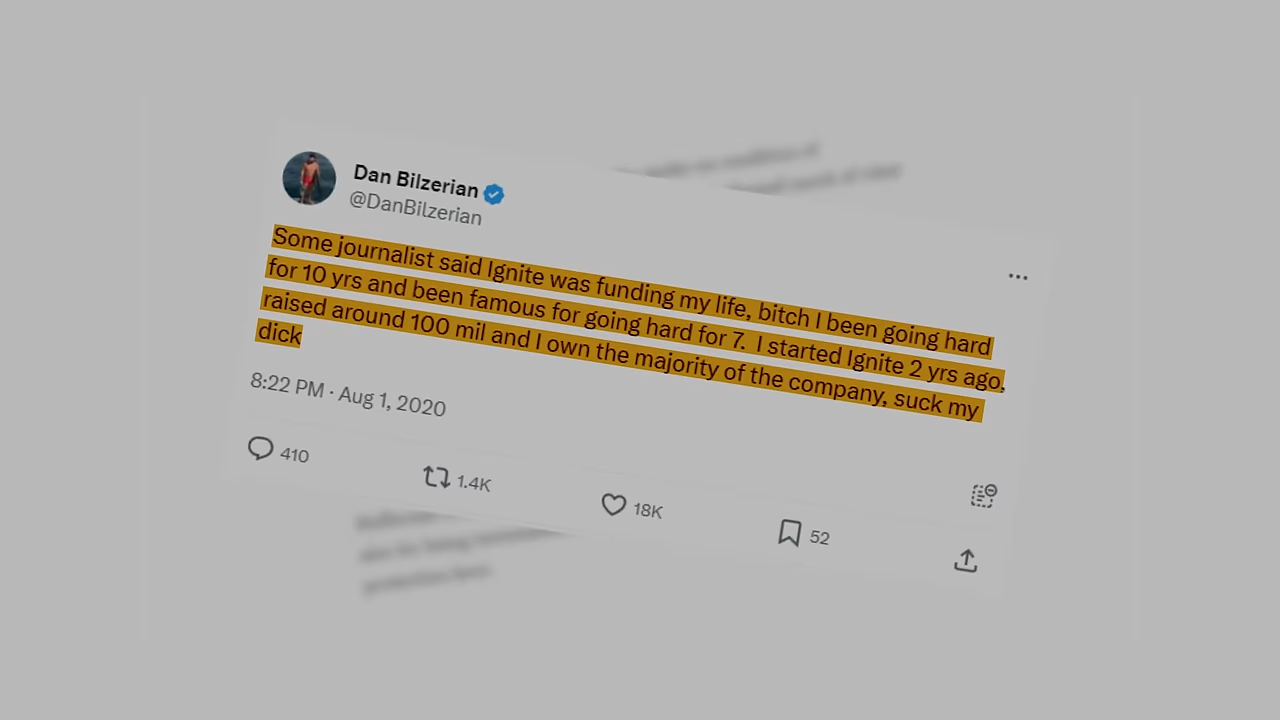 Dan Bilzerian
@DanBilzerian
Some journalist said Ignite was funding my life, bitch I been going hard
for 10 yrs and been famous for going hard for 7.  I started Ignite 2 yrs ago,
raised around 100 mil and I own the majority of the company, suck my
dick
8:22 PM · Aug 1, 2020
410
1.4K
18K
52